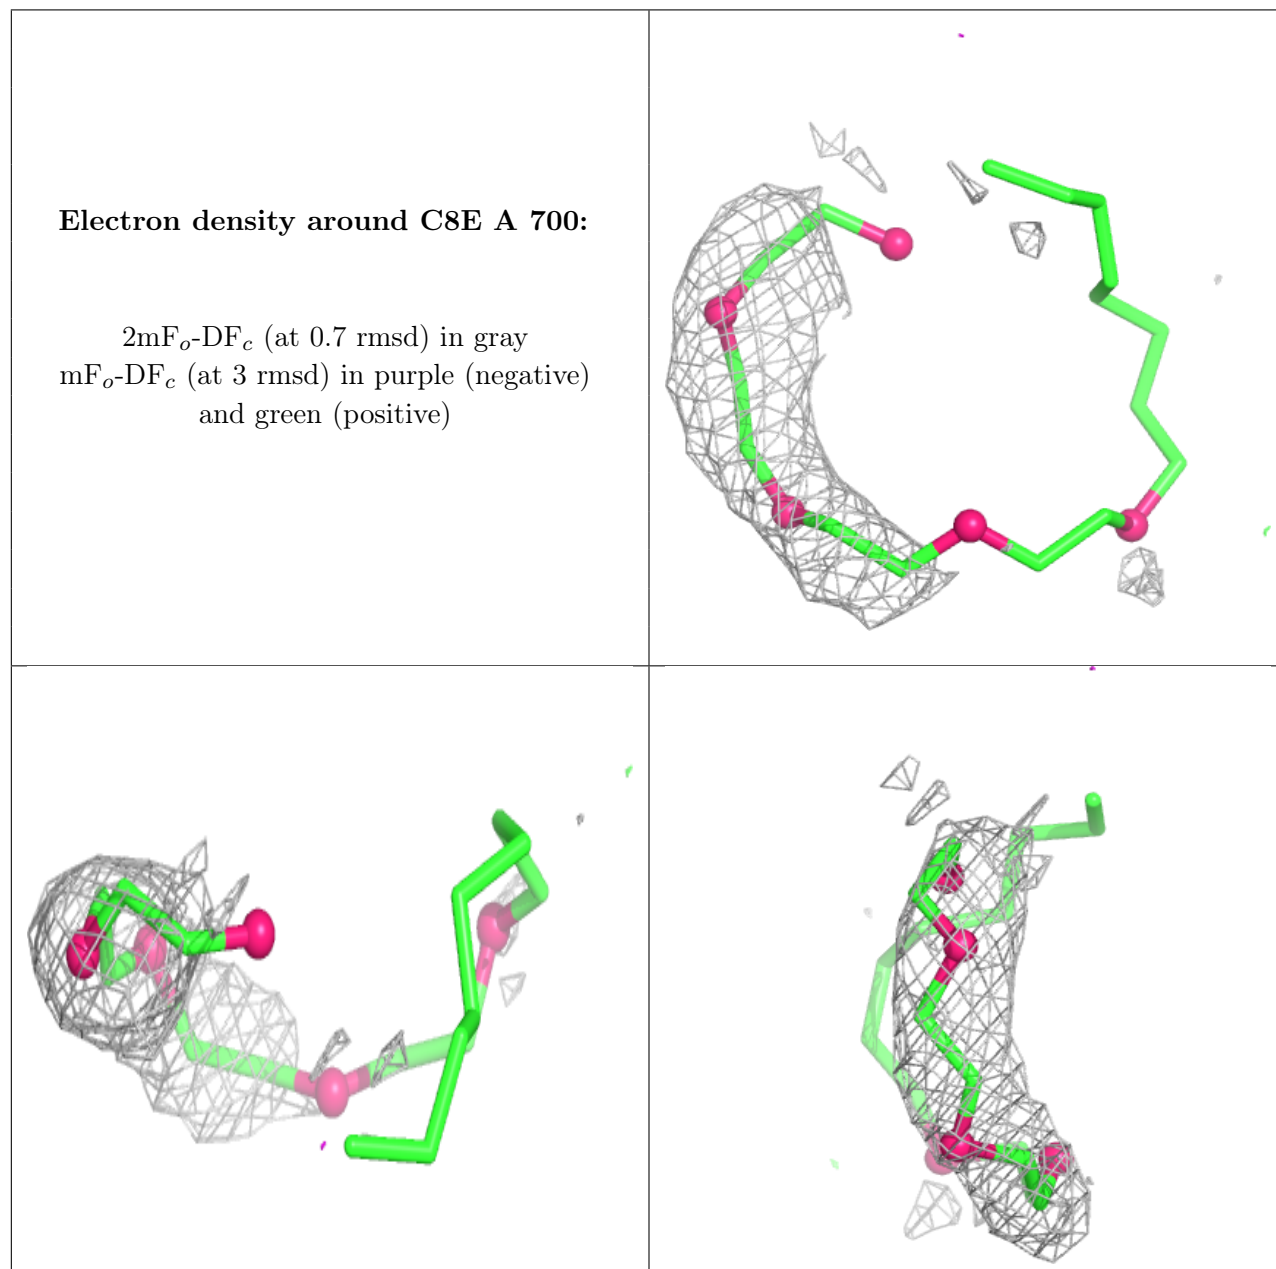 Electron density around C8E A 700:
2mFo-DFc (at 0.7 rmsd) in gray
mFo-DFc (at 3 rmsd) in purple (negative)
and green (positive)